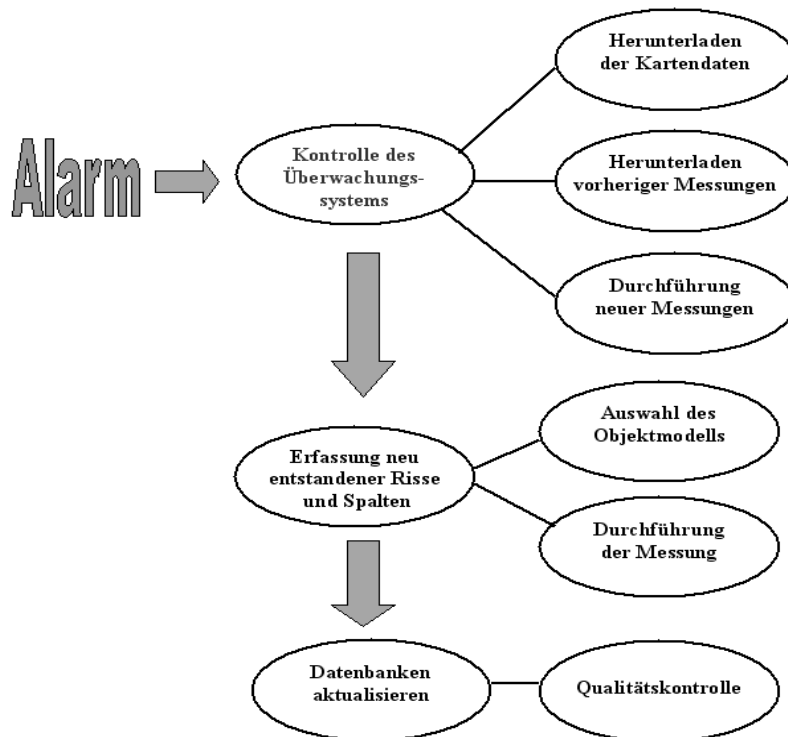 Alarm
Kontrolle des
Überwachungs-
systems
Herunterladen
der Kartendaten
Herunterladen
vorheriger Messungen
Durchführung
neuer Messungen
Erfassung neu
entstandener Risse
und Spalten
Auswahl des
Objektmodells
Durchführung
der Messung
Datenbanken
aktualisieren
Qualitätskontrolle